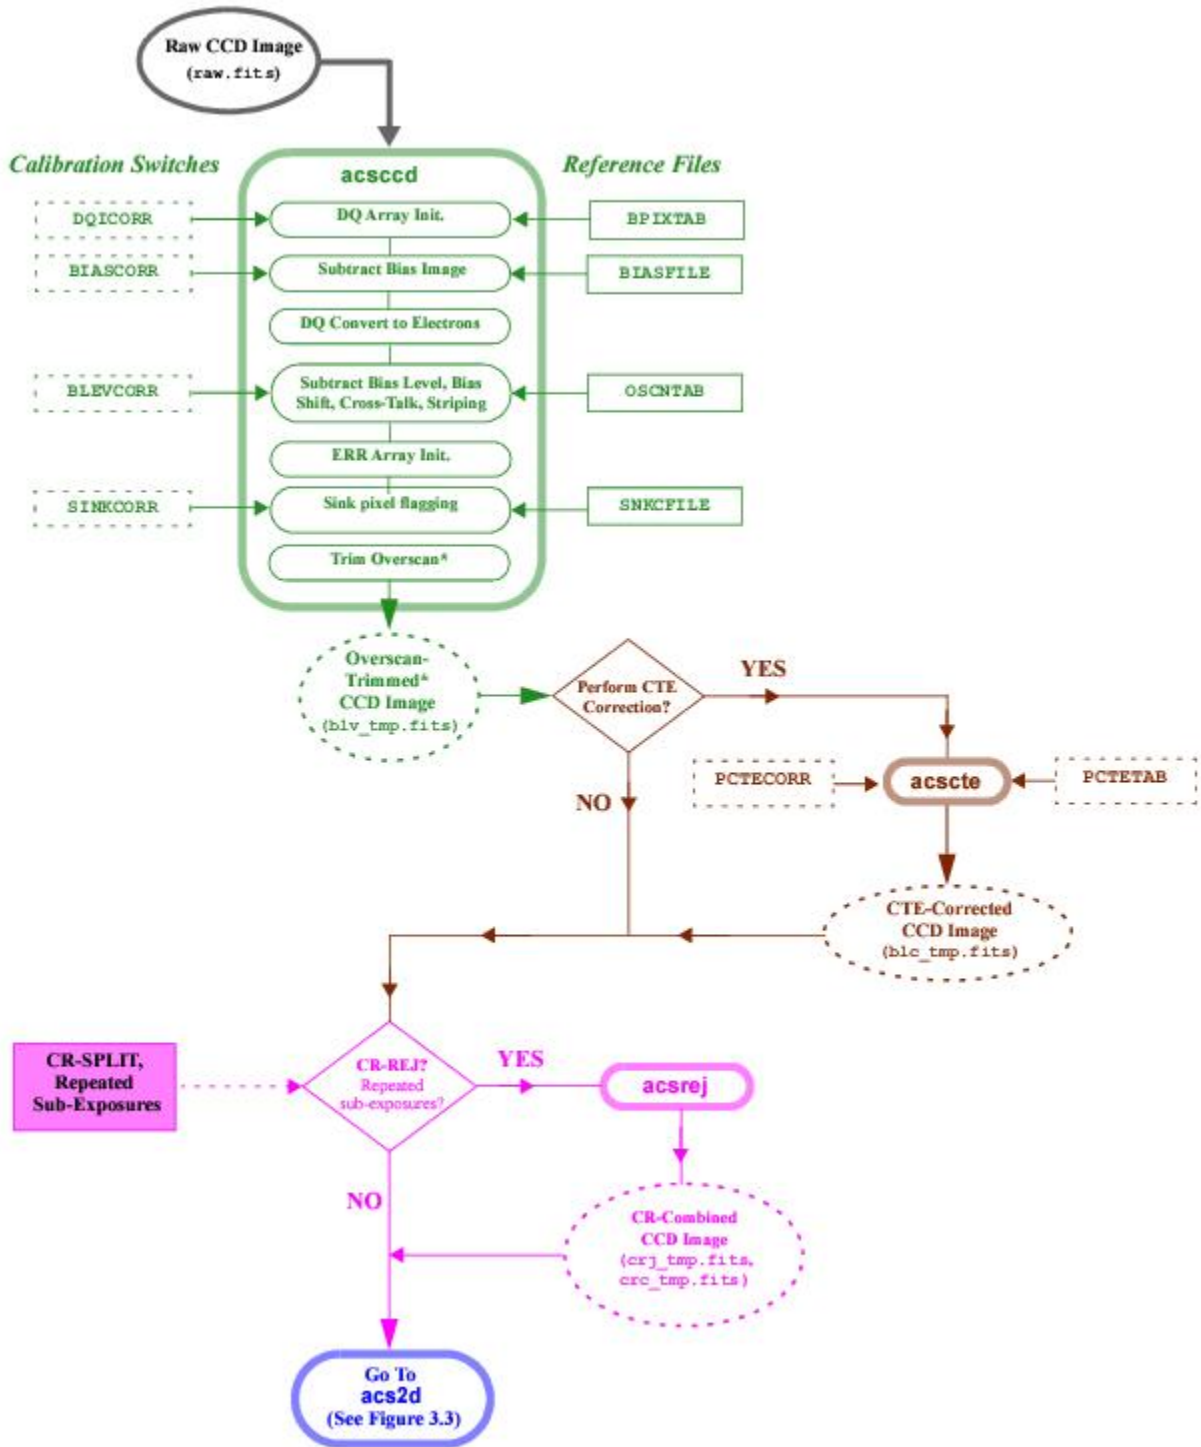 Raw CCD Image
(raw.fits)
Calibration Switches
Reference Files
acsccd
DQICORR
DQ Array Init.
BPIXTAB
BIASCORR
Subtract Bias Image
BIASFILE
DQ Convert to Electrons
BLEVCORR
Subtract Bias Level, Bias
Shift, Cross-Talk, Striping
OSCNTAB
ERR Array Init.
SINKCORR
Sink pixel flagging
SNKCFILE
Trim Overscan*
Overscan-
Trimmed*
CCD Image
(blv_tmp.fits)
Perform CTE
Correction?
YES
NO
PCTECORR
acscte
PCTETAB
CTE-Corrected
CCD Image
(blc_tmp.fits)
CR-SPLIT,
Repeated
Sub-Exposures
CR-REJ?
Repeated
sub-exposures?
YES
acsrej
NO
CR-Combined
CCD Image
(crj_tmp.fits,
crc_tmp.fits)
Go To
acs2d
(See Figure 3.3)